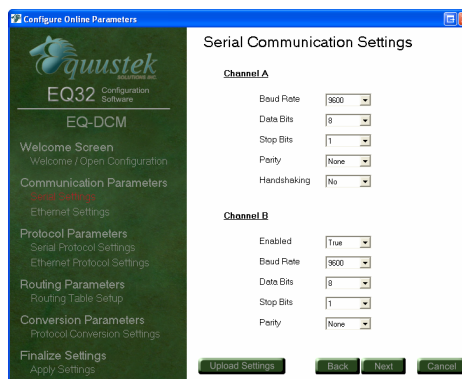 Configure Online Parameters
Equustek
SOLUTIONS INC.
EQ32 Configuration Software
EQ-DCM
Welcome Screen
Welcome / Open Configuration
Communication Parameters
Serial Settings
Ethernet Settings
Protocol Parameters
Serial Protocol Settings
Ethernet Protocol Settings
Routing Parameters
Routing Table Setup
Conversion Parameters
Protocol Conversion Settings
Finalize Settings
Apply Settings
Serial Communication Settings
Channel A
Baud Rate 9600
Data Bits 8
Stop Bits 1
Parity None
Handshaking No
Channel B
Enabled True
Baud Rate 9600
Data Bits 8
Stop Bits 1
Parity None
Upload Settings Back Next Cancel